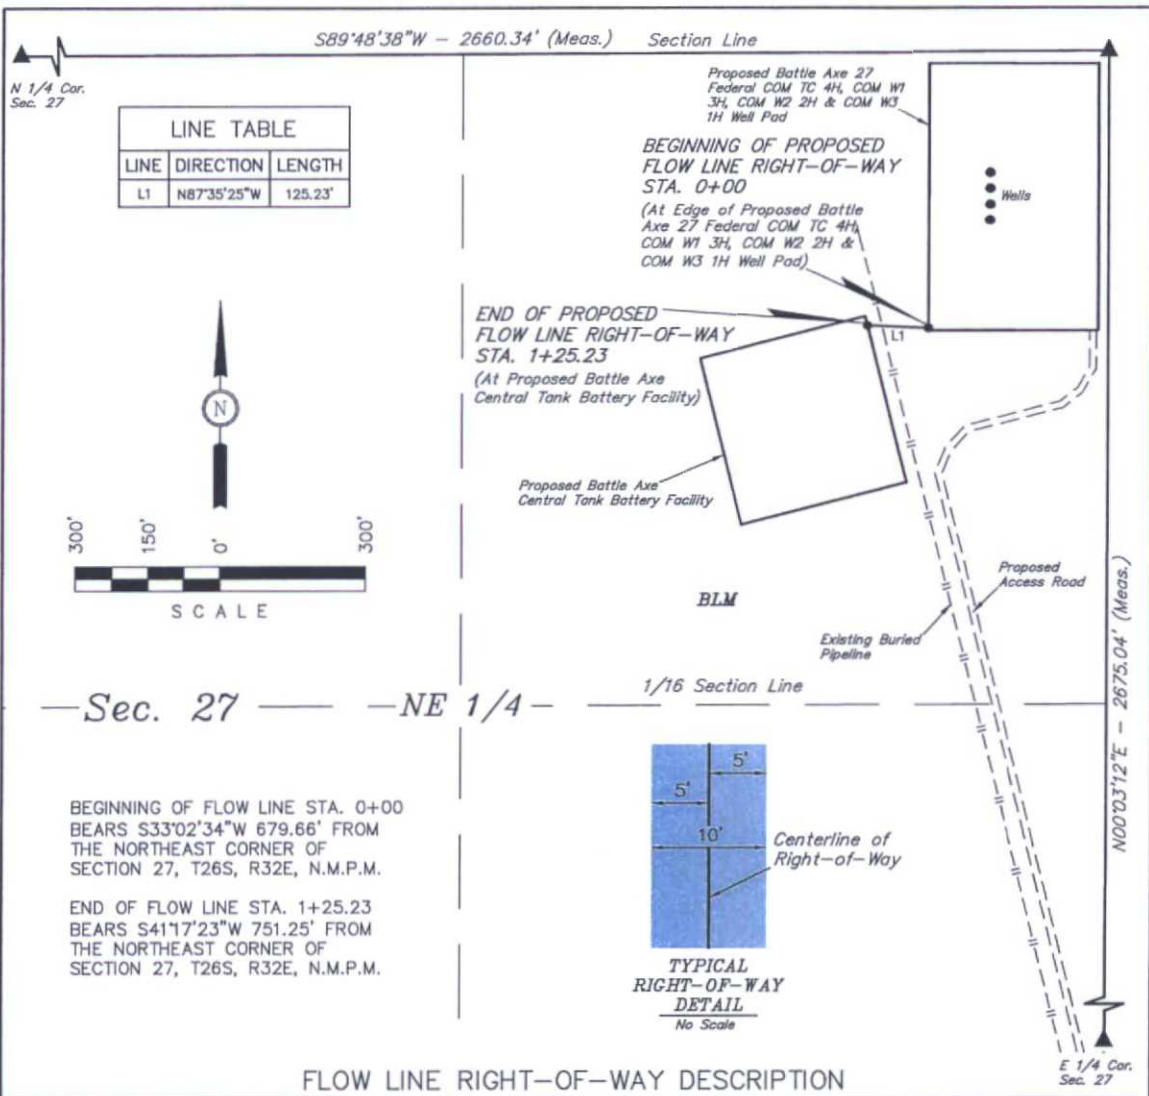 S89°48'38"W - 2660.34' (Meas.) Section Line
N 1/4 Cor.
Sec. 27
LINE TABLE
LINE DIRECTION LENGTH
L1 N87°35'25"W 125.23'
Proposed Battle Axe 27
Federal COM TC 4H, COM W1
3H, COM W2 2H & COM W3
1H Well Pad
BEGINNING OF PROPOSED
FLOW LINE RIGHT-OF-WAY
STA. 0+00
(At Edge of Proposed Battle
Axe 27 Federal COM TC 4H,
COM W1 3H, COM W2 2H &
COM W3 1H Well Pad)
Wells
END OF PROPOSED
FLOW LINE RIGHT-OF-WAY
STA. 1+25.23
(At Proposed Battle Axe
Central Tank Battery Facility)
L1
N
Proposed Battle Axe
Central Tank Battery Facility
300'
150'
0'
300'
SCALE
BLM
Proposed
Access Road
Existing Buried
Pipeline
N00°03'12"E - 2675.04' (Meas.)
1/16 Section Line
Sec. 27 NE 1/4
BEGINNING OF FLOW LINE STA. 0+00
BEARS S33°02'34"W 679.66' FROM
THE NORTHEAST CORNER OF
SECTION 27, T26S, R32E, N.M.P.M.
END OF FLOW LINE STA. 1+25.23
BEARS S41°17'23"W 751.25' FROM
THE NORTHEAST CORNER OF
SECTION 27, T26S, R32E, N.M.P.M.
5'
5'
10'
Centerline of
Right-of-Way
TYPICAL
RIGHT-OF-WAY
DETAIL
No Scale
E 1/4 Cor.
Sec. 27
FLOW LINE RIGHT-OF-WAY DESCRIPTION